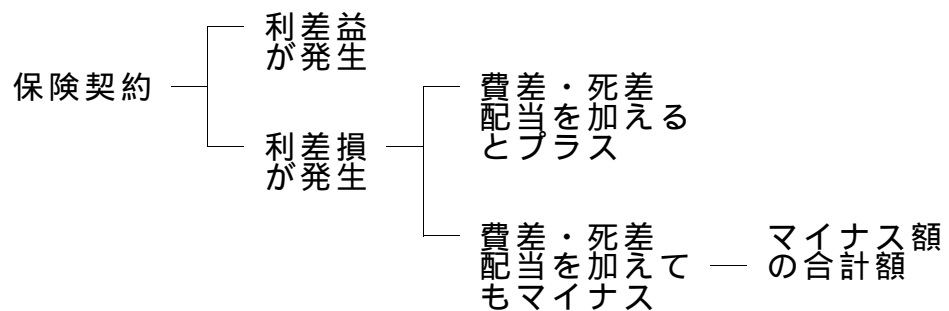 利差益
が発生
保険契約
利差損
が発生
費差・死差
配当を加える
とプラス
費差・死差
配当を加えて
もマイナス
マイナス額
の合計額